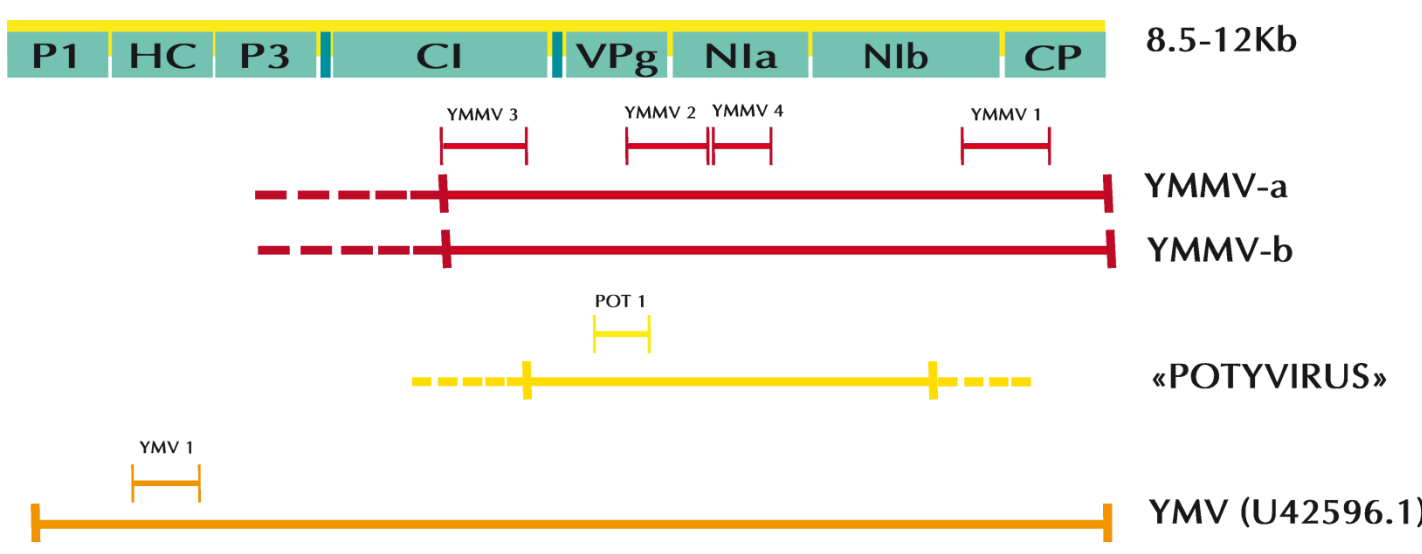 P1 HC P3 CI VPg NIa NIb CP 8.5-12Kb
YMMV 3 YMMV 2 YMMV 4 YMMV 1
YMMV-a
YMMV-b
POT 1
«POTYVIRUS»
YMV 1
YMV (U42596.1)